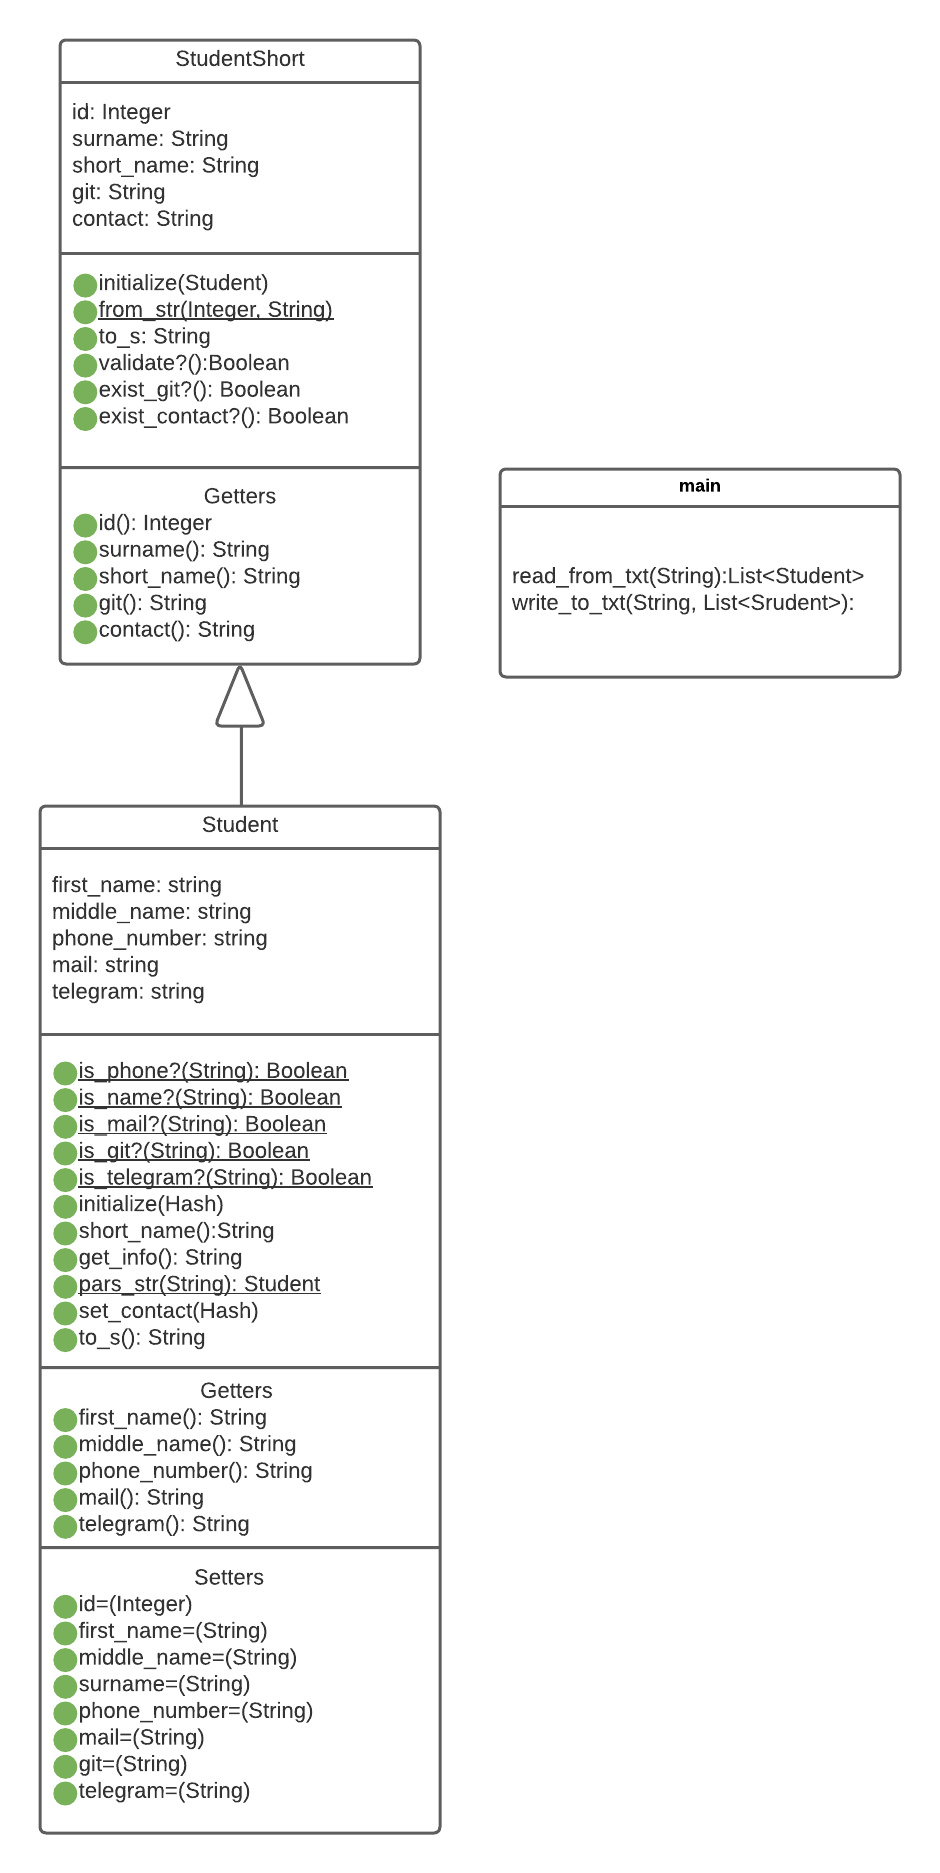 StudentShort
id: Integer
surname: String
short_name: String
git: String
contact: String
initialize(Student)
from_str(Integer, String)
to_s: String
validate?():Boolean
exist_git?(): Boolean
exist_contact?(): Boolean
Getters
id(): Integer
surname(): String
short_name(): String
git(): String
contact(): String
main
read_from_txt(String):List<Student>
write_to_txt(String, List<Srudent>):
Student
first_name: string
middle_name: string
phone_number: string
mail: string
telegram: string
is_phone?(String): Boolean
is_name?(String): Boolean
is_mail?(String): Boolean
is_git?(String): Boolean
is_telegram?(String): Boolean
initialize(Hash)
short_name():String
get_info(): String
pars_str(String): Student
set_contact(Hash)
to_s(): String
Getters
first_name(): String
middle_name(): String
phone_number(): String
mail(): String
telegram(): String
Setters
id=(Integer)
first_name=(String)
middle_name=(String)
surname=(String)
phone_number=(String)
mail=(String)
git=(String)
telegram=(String)